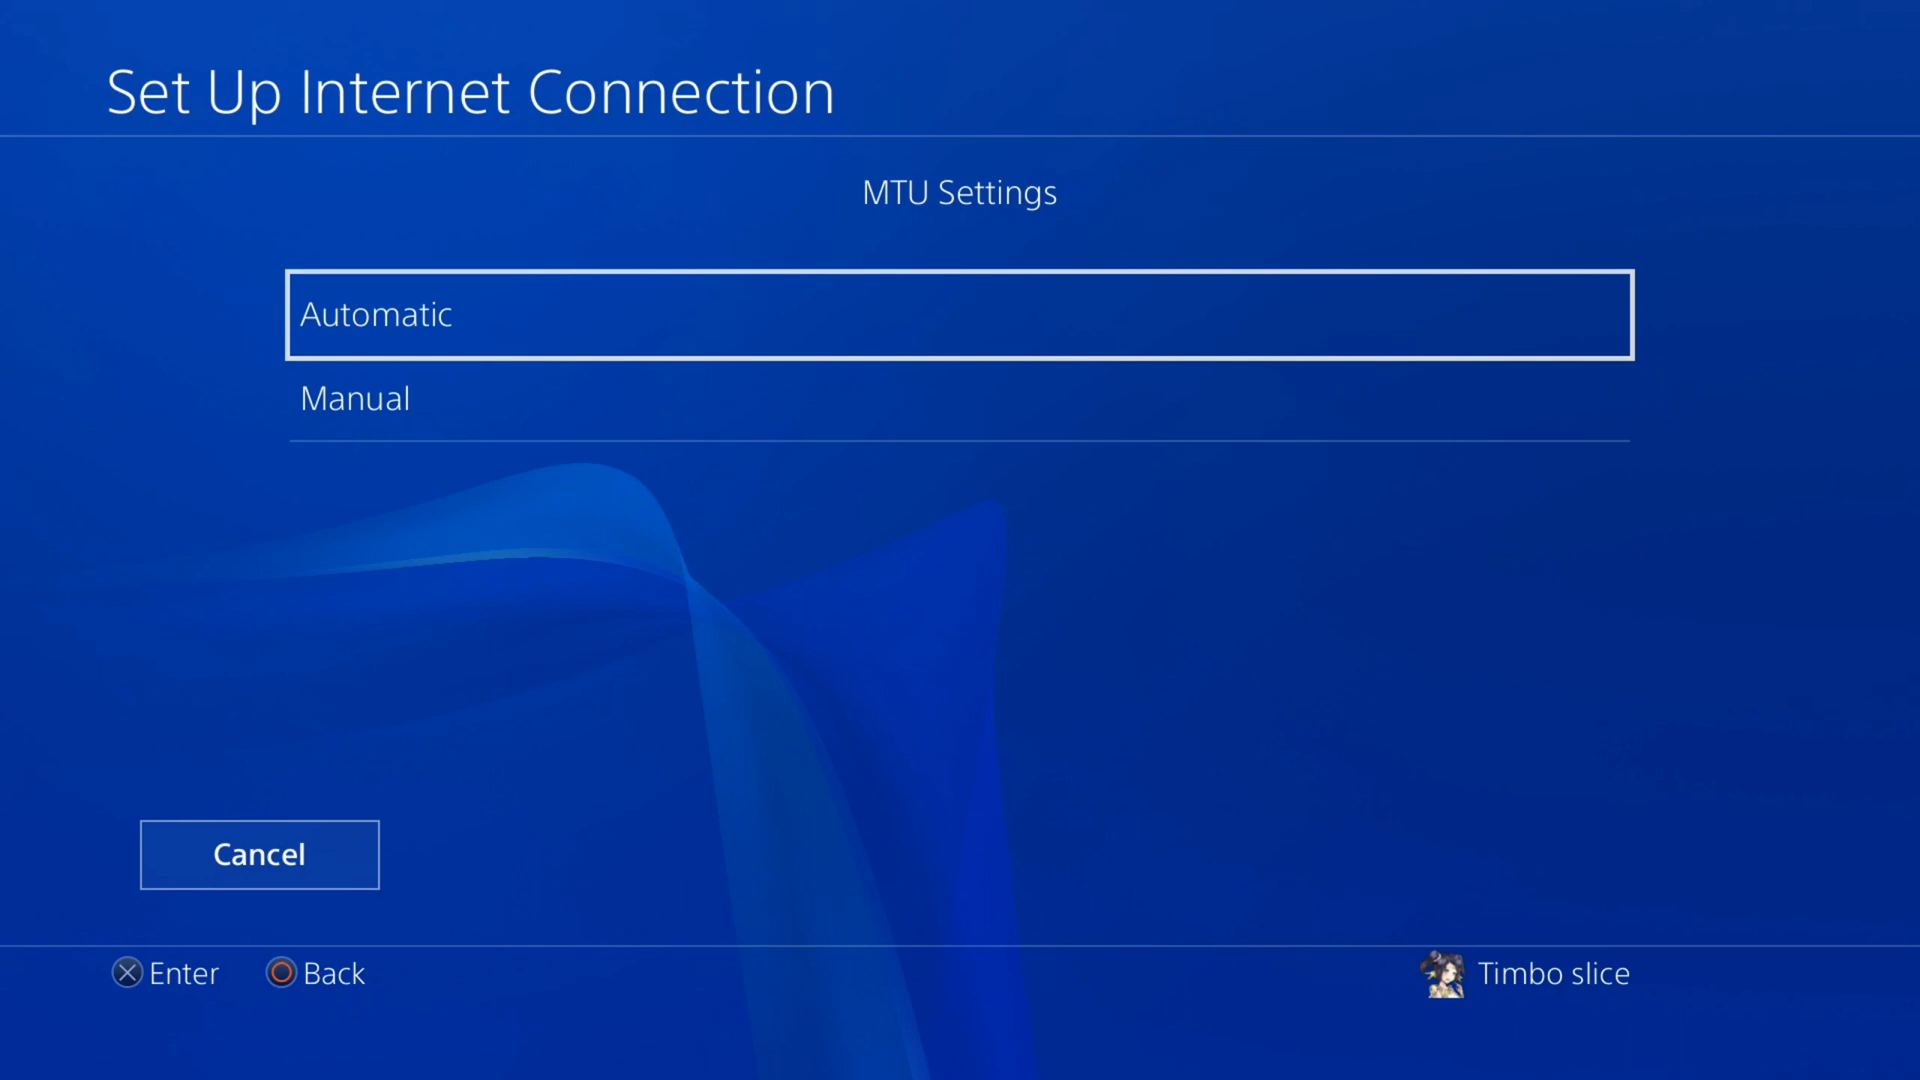 Set Up Internet Connection
MTU Settings
Automatic
Manual
Cancel
Enter
Back
Timbo slice